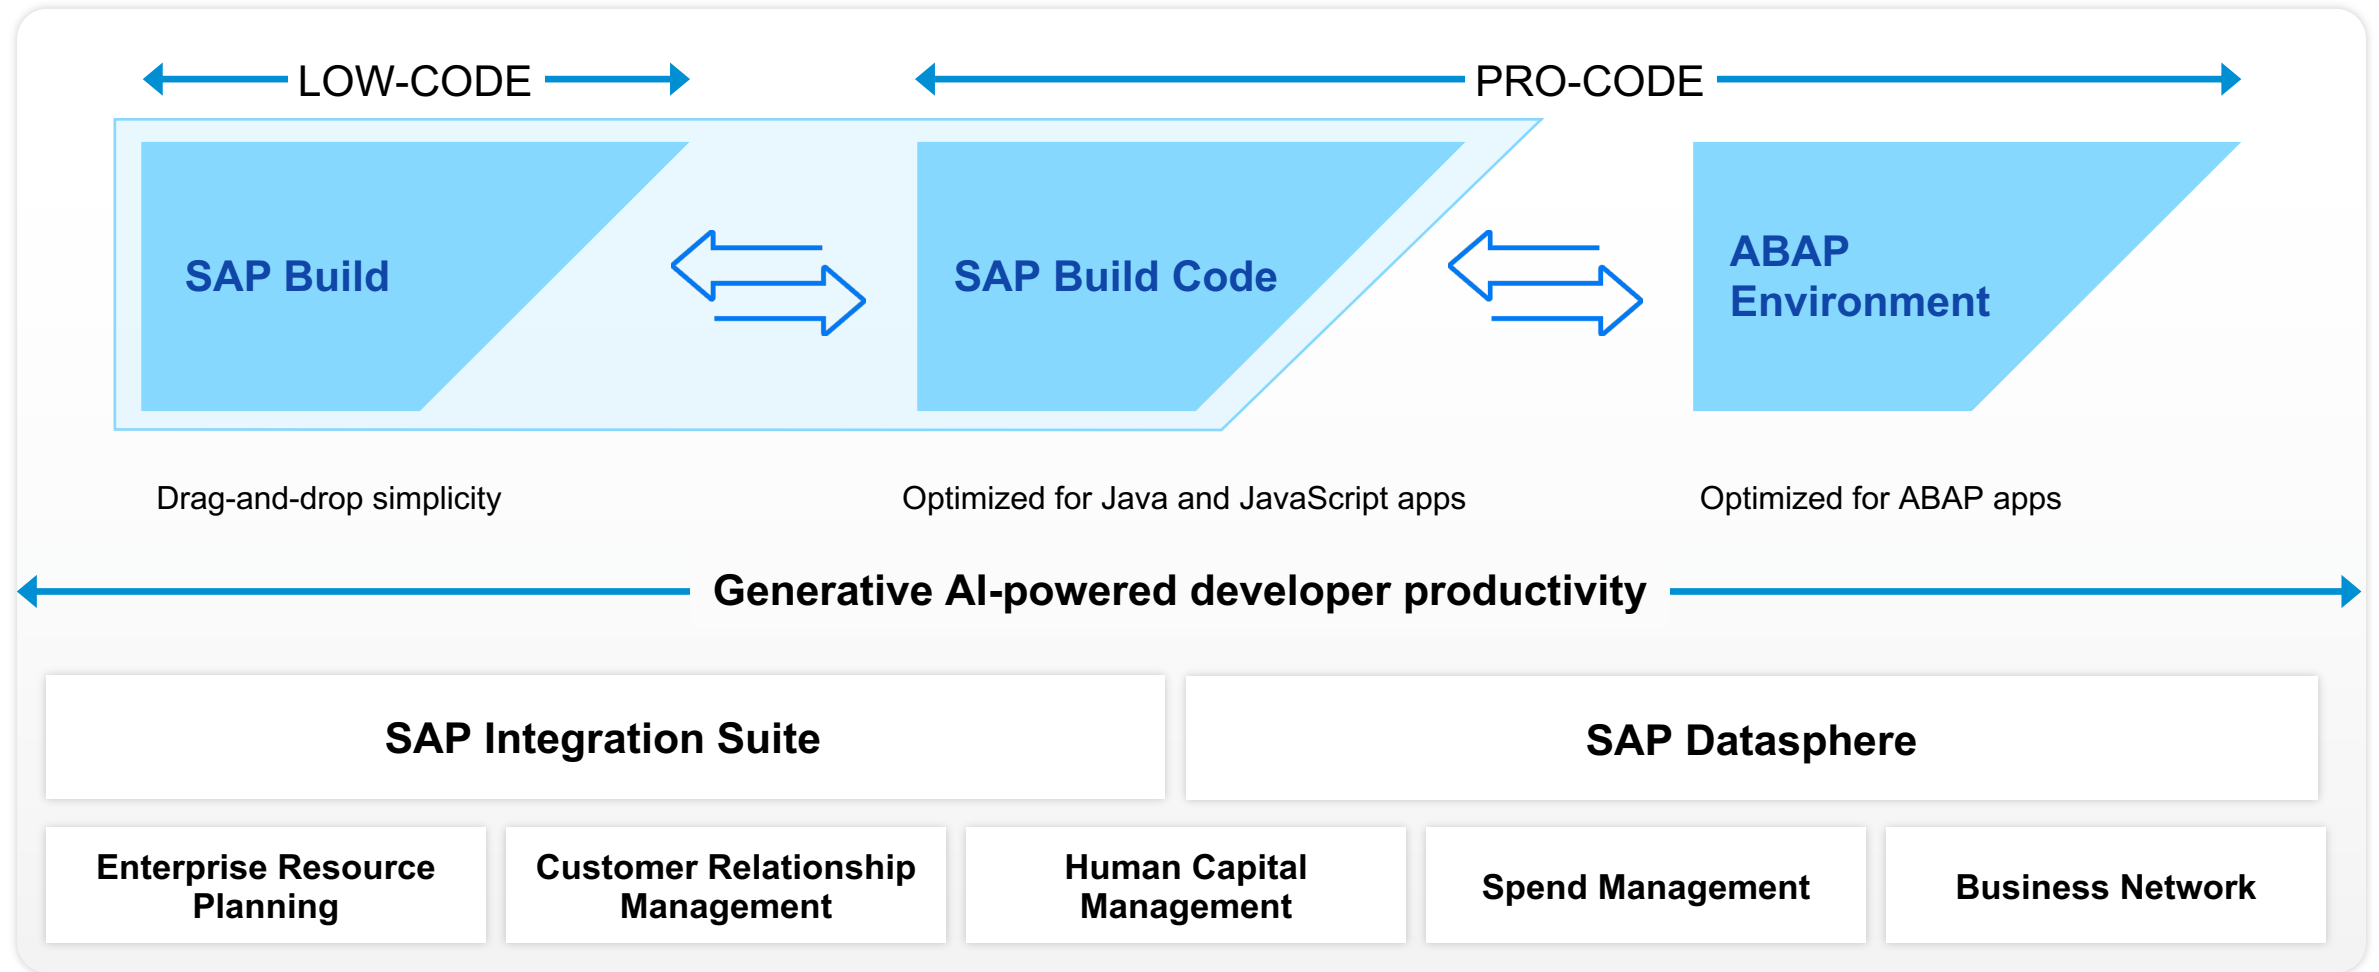 LOW-CODE
PRO-CODE
SAP Build
SAP Build Code
ABAP
Environment
Drag-and-drop simplicity
Optimized for Java and JavaScript apps
Optimized for ABAP apps
Generative AI-powered developer productivity
SAP Integration Suite
SAP Datasphere
Enterprise Resource
Planning
Customer Relationship
Management
Human Capital
Management
Spend Management
Business Network